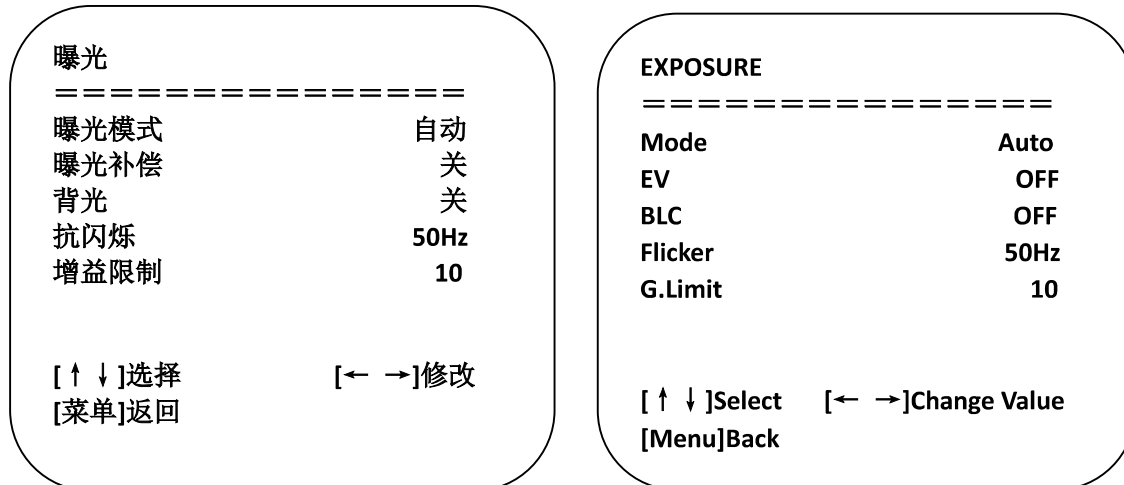 曝光
===============
曝光模式 自动
曝光补偿 关
背光 关
抗闪烁 50Hz
增益限制 10
[↑↓]选择 [← →]修改
[菜单]返回
EXPOSURE
===============
Mode Auto
EV OFF
BLC OFF
Flicker 50Hz
G.Limit 10
[↑ ↓]Select [← →]Change Value
[Menu]Back